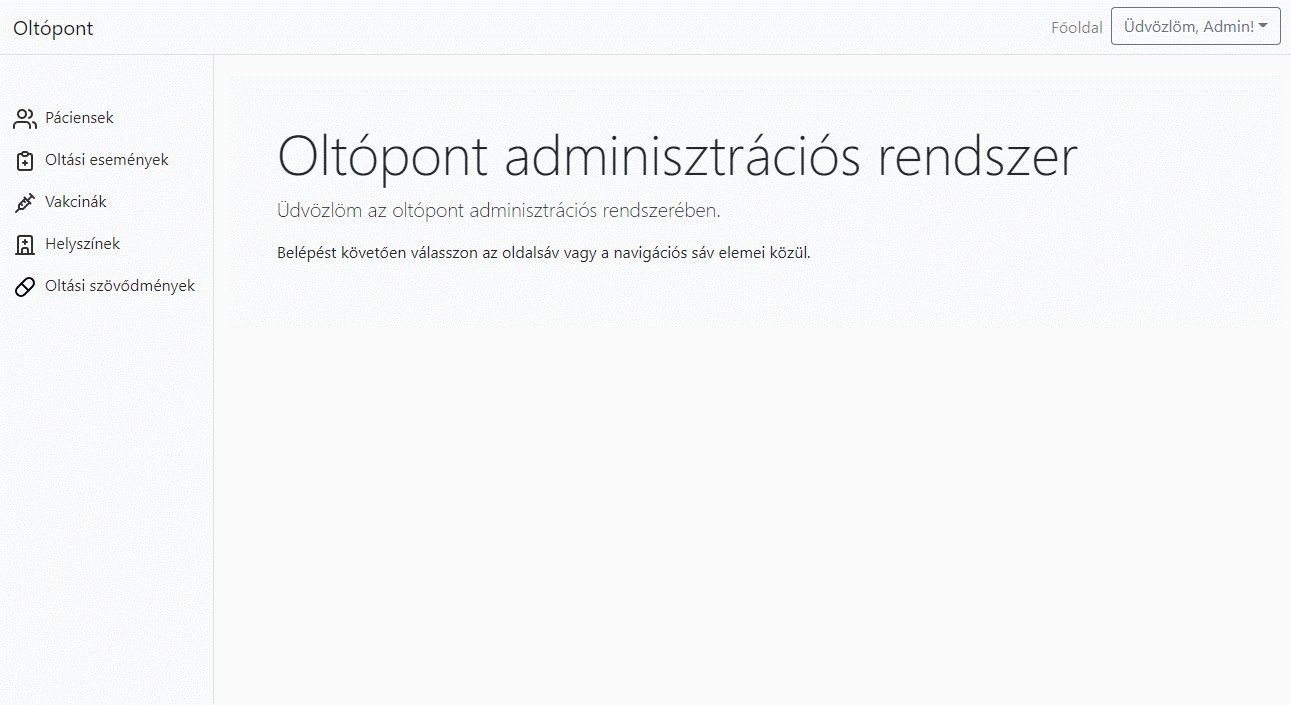 Oltópont
Főoldal
Üdvözlöm, Admin!
Páciensek
Oltási események
Vakcinák
Helyszínek
Oltási szövődmények
Oltópont adminisztrációs rendszer
Üdvözlöm az oltópont adminisztrációs rendszerében.
Belépést követően válasszon az oldalsáv vagy a navigációs sáv elemei közül.